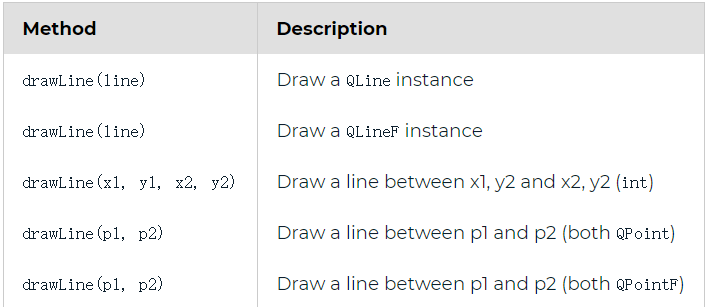 Method Description
drawLine(line) Draw a QLine instance
drawLine(line) Draw a QLineF instance
drawLine(x1, y1, x2, y2) Draw a line between x1, y2 and x2, y2 (int)
drawLine(p1, p2) Draw a line between p1 and p2 (both QPoint)
drawLine(p1, p2) Draw a line between p1 and p2 (both QPointF)